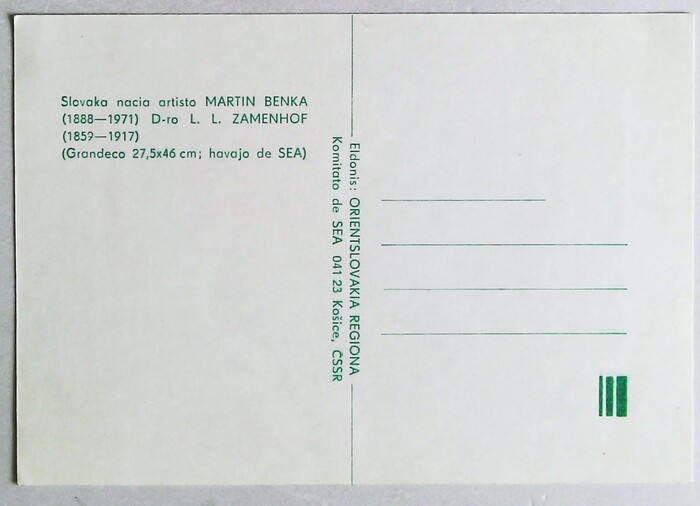 Slovaka nacia artisto MARTIN BENKA
(1888—1971) D-ro L. L. ZAMENHOF
(1859—1917)
(Grandeco 27,5x46 cm; havajo de SEA)
Eldonis: ORIENTSLOVAKIA REGIONA
Komitato de SEA 041 23 Košice, ČSSR